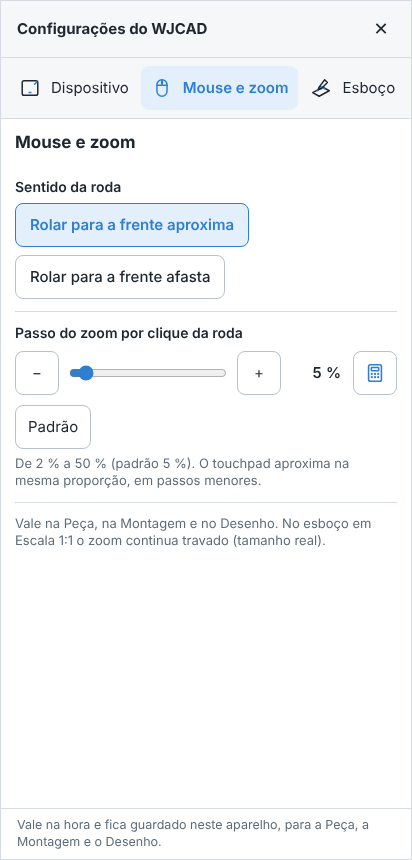 Configurações do WJCAD
Dispositivo
Mouse e zoom
Esboço
Mouse e zoom
Sentido da roda
Rolar para a frente aproxima
Rolar para a frente afasta
Passo do zoom por clique da roda
− + 5 %
Padrão
De 2 % a 50 % (padrão 5 %). O touchpad aproxima na
mesma proporção, em passos menores.
Vale na Peça, na Montagem e no Desenho. No esboço em
Escala 1:1 o zoom continua travado (tamanho real).
Vale na hora e fica guardado neste aparelho, para a Peça, a
Montagem e o Desenho.